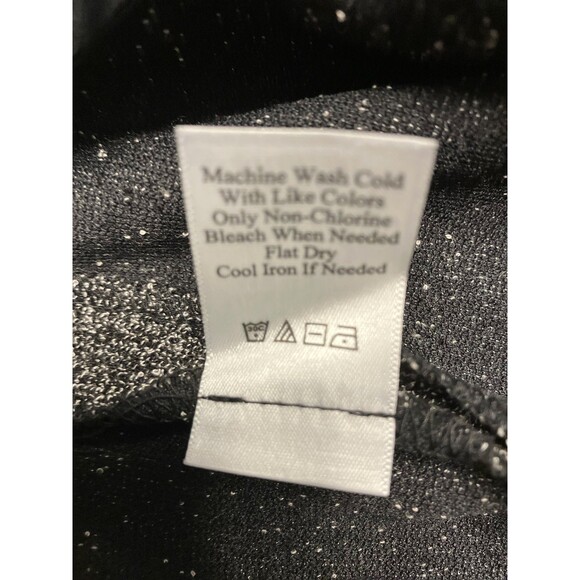 Machine Wash Cold
With Like Colors
Only Non-Chlorine
Bleach When Needed
Flat Dry
Cool Iron If Needed